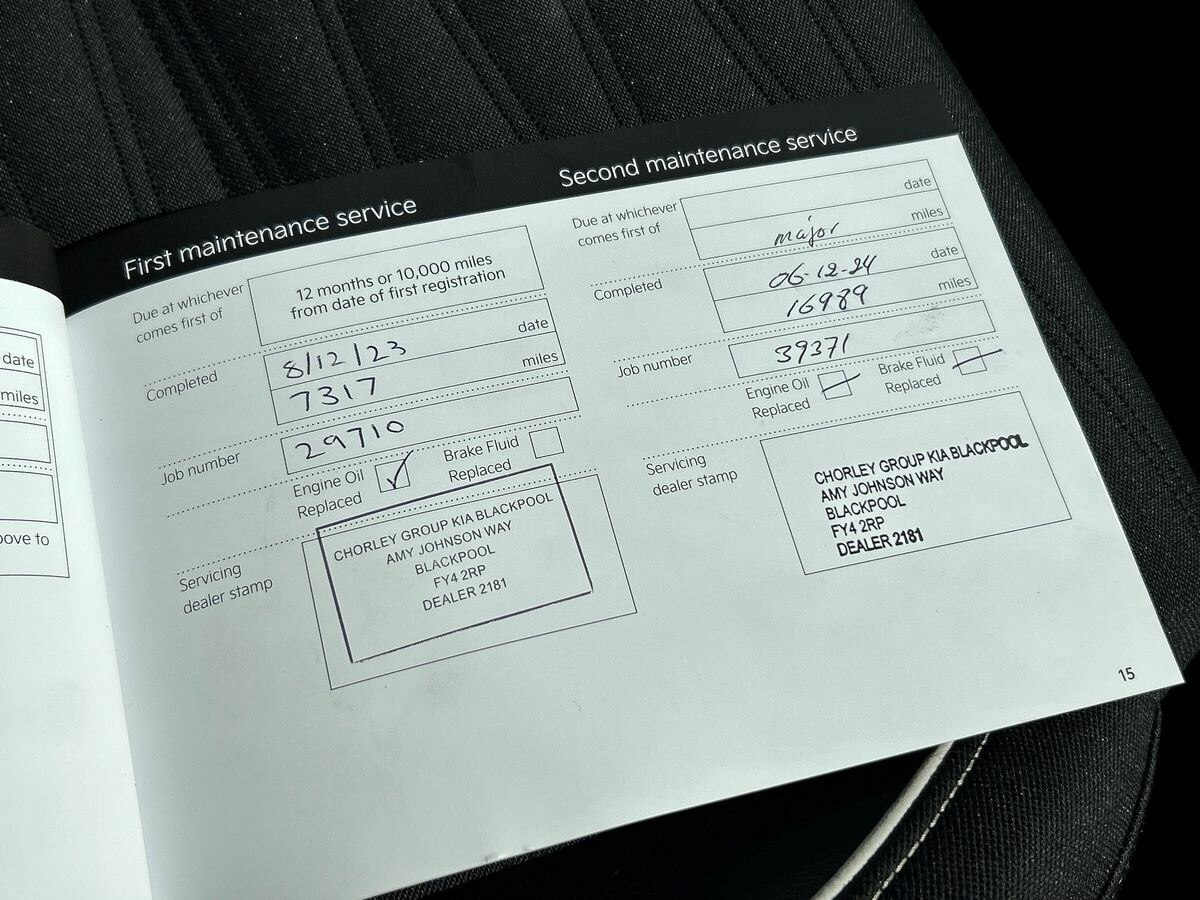 date
miles
bove to
First maintenance service
Due at whichever
comes first of
12 months or 10,000 miles
from date of first registration
Completed
8/12/23
date
7317
miles
Job number
29710
Engine Oil
Replaced
Brake Fluid
Replaced
Servicing
dealer stamp
CHORLEY GROUP KIA BLACKPOOL
AMY JOHNSON WAY
BLACKPOOL
FY4 2RP
DEALER 2181
Second maintenance service
Due at whichever
comes first of
date
major
miles
Completed
06-12-24
date
16989
miles
Job number
39371
Engine Oil
Replaced
Brake Fluid
Replaced
Servicing
dealer stamp
CHORLEY GROUP KIA BLACKPOOL
AMY JOHNSON WAY
BLACKPOOL
FY4 2RP
DEALER 2181
15